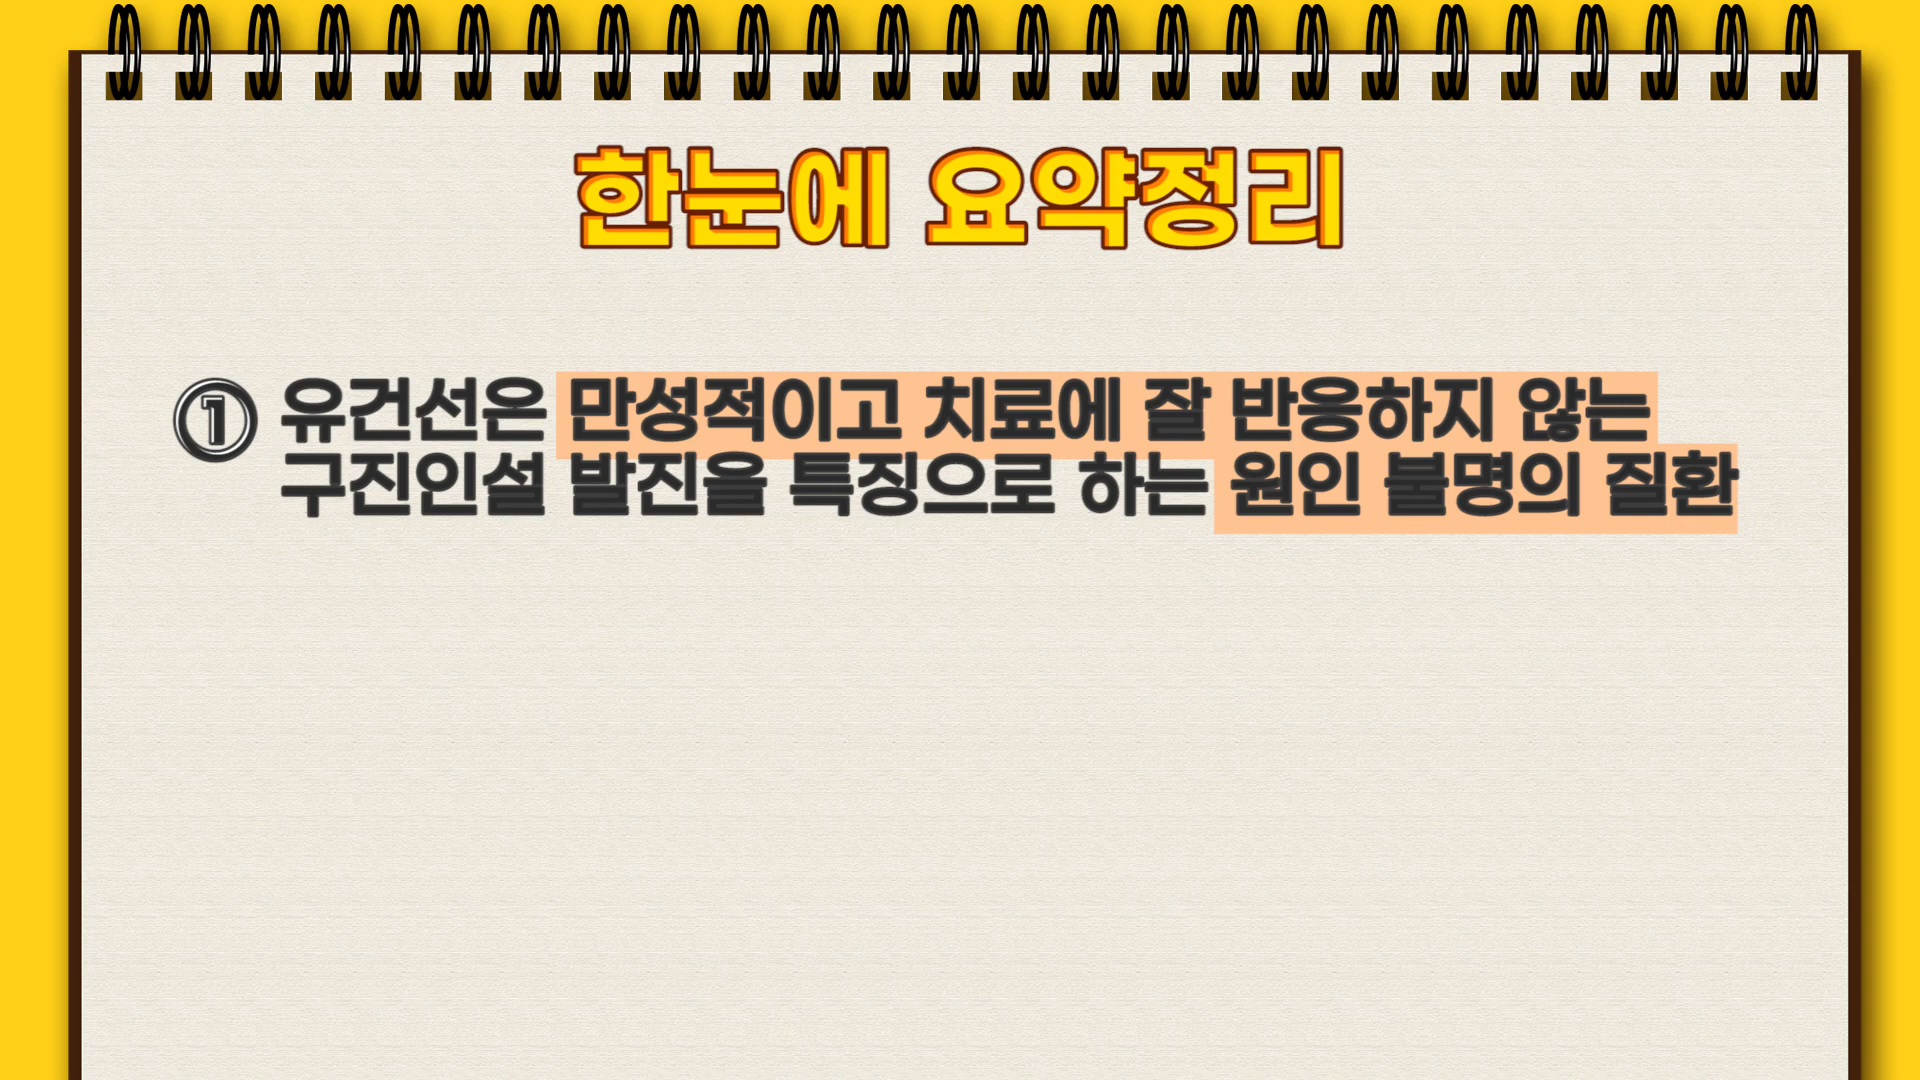 한눈에 요약정리
① 유건선은 만성적이고 치료에 잘 반응하지 않는
구진인설 발진을 특징으로 하는 원인 불명의 질환